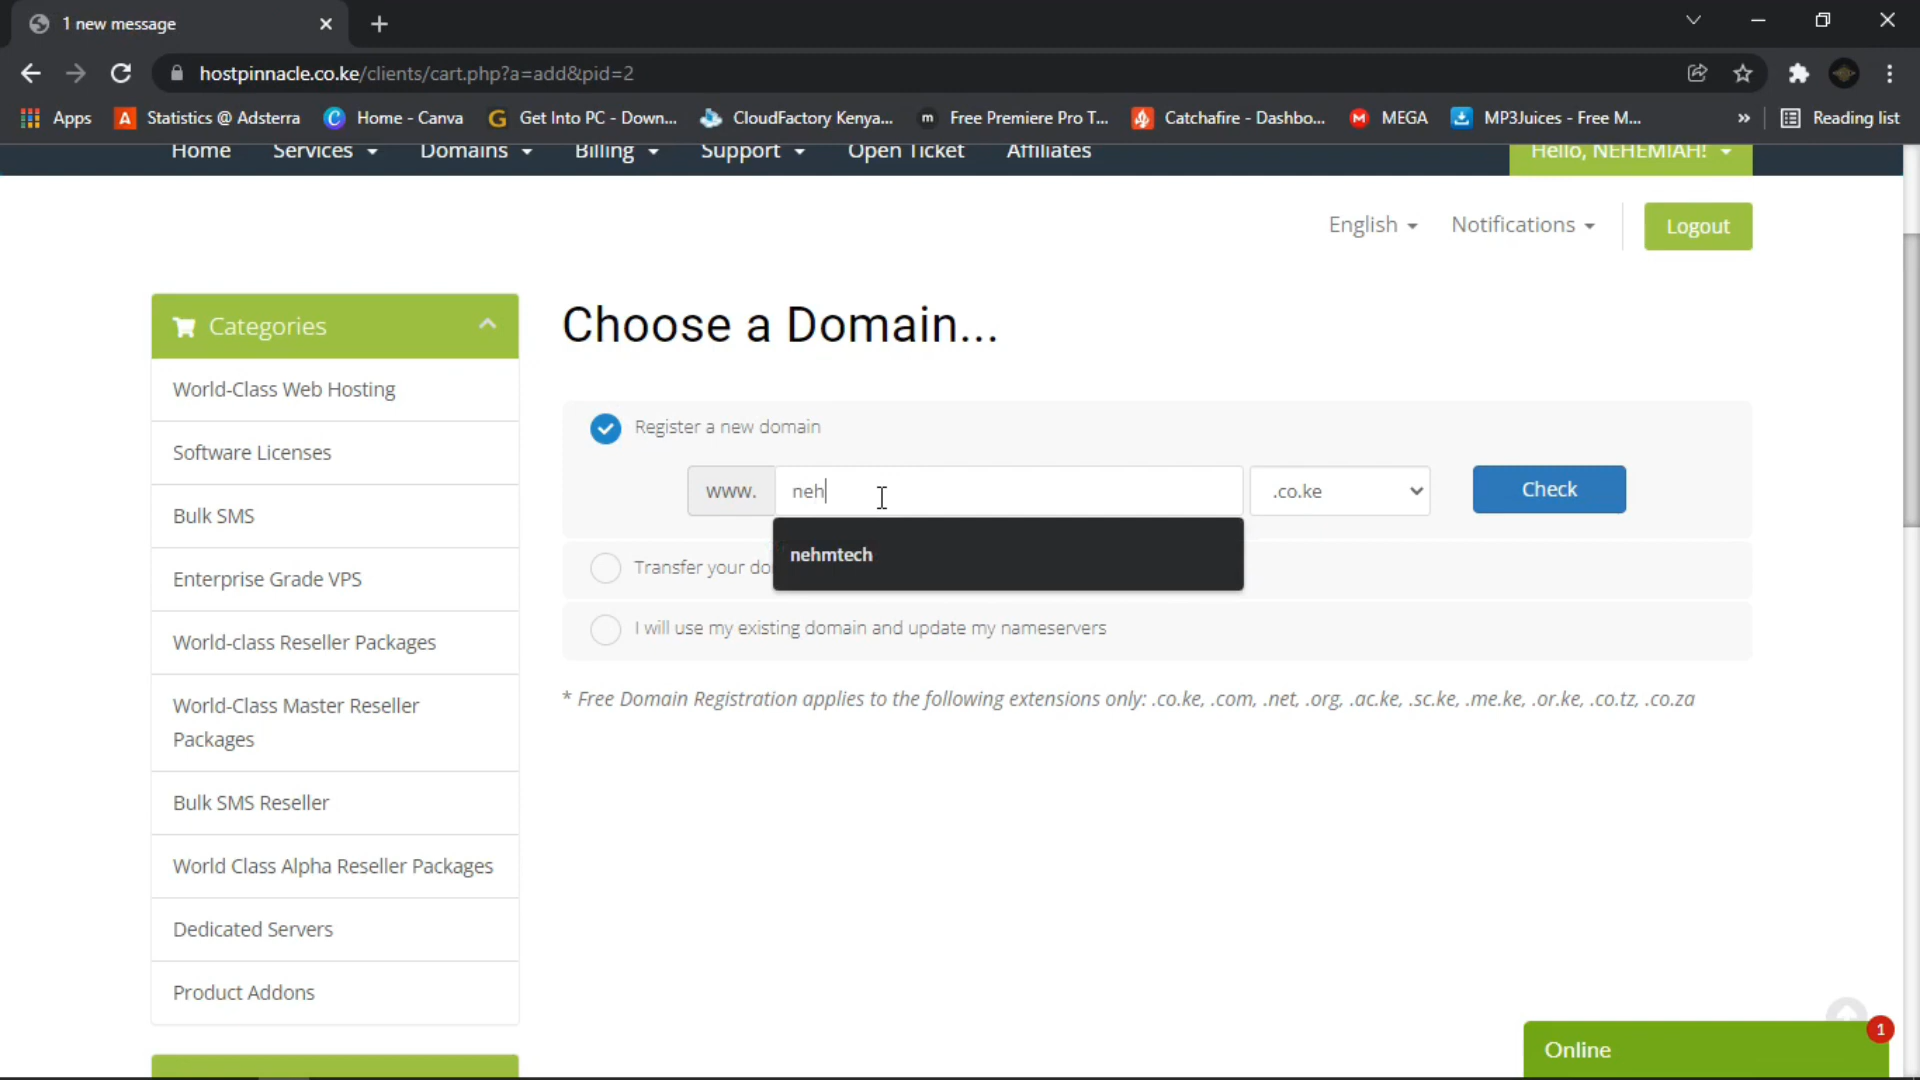 1 new message
hostpinnacle.co.ke/clients/cart.php?a=add&pid=2
Apps Statistics @ Adsterra Home - Canva Get Into PC - Down... CloudFactory Kenya... Free Premiere Pro T... Catchafire - Dashbo... MEGA MP3Juices - Free M... » Reading list
Home Services Domains Billing Support Open Ticket Affiliates Hello, NEHEMIAH!
English Notifications Logout
Categories
World-Class Web Hosting
Software Licenses
Bulk SMS
Enterprise Grade VPS
World-class Reseller Packages
World-Class Master Reseller
Packages
Bulk SMS Reseller
World Class Alpha Reseller Packages
Dedicated Servers
Product Addons
Choose a Domain...
Register a new domain
www. neh .co.ke Check
nehmtech
Transfer your do
I will use my existing domain and update my nameservers
* Free Domain Registration applies to the following extensions only: .co.ke, .com, .net, .org, .ac.ke, .sc.ke, .me.ke, .or.ke, .co.tz, .co.za
1
Online